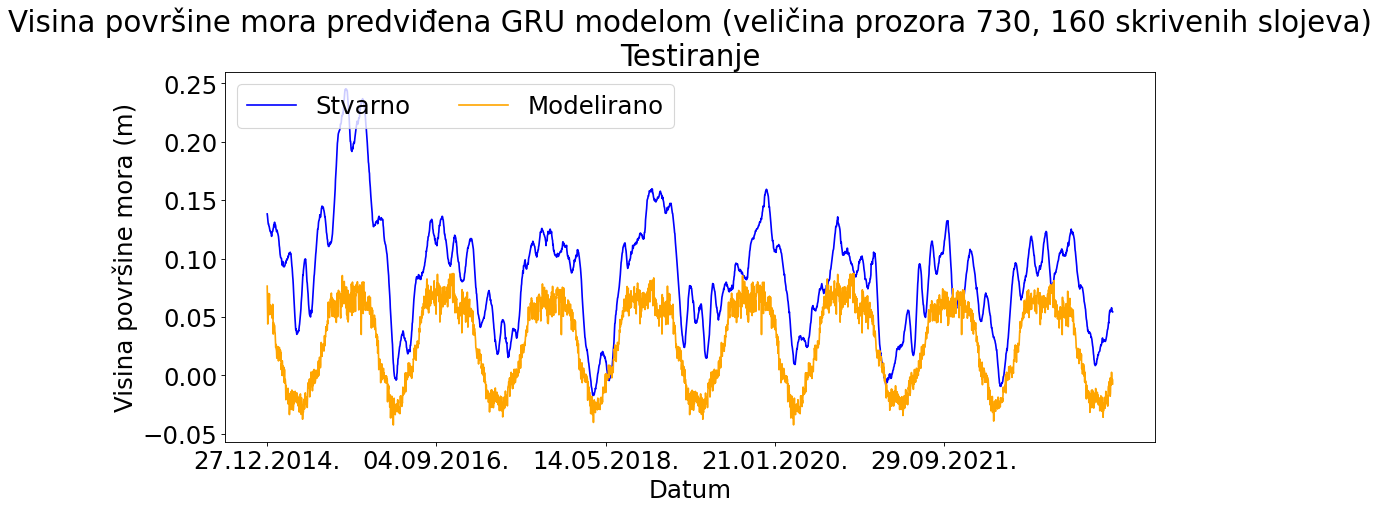 Visina površine mora predviđena GRU modelom (veličina prozora 730, 160 skrivenih slojeva)
Testiranje
Stvarno Modelirano
Visina površine mora (m)
0.25
0.20
0.15
0.10
0.05
0.00
−0.05
27.12.2014. 04.09.2016. 14.05.2018. 21.01.2020. 29.09.2021.
Datum